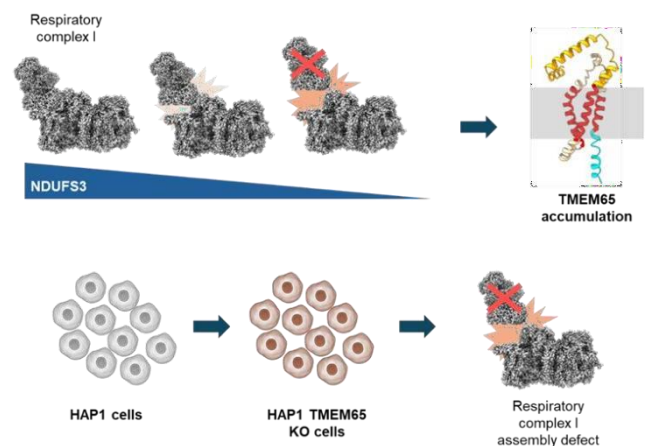 Respiratory
complex I
NDUFS3
TMEM65
accumulation
HAP1 cells
HAP1 TMEM65
KO cells
Respiratory
complex I
assembly defect